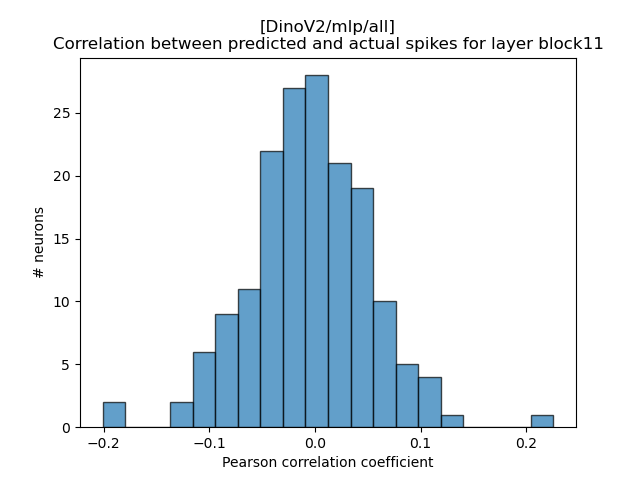 [DinoV2/mlp/all]
Correlation between predicted and actual spikes for layer block11
25
20
15
10
5
0
# neurons
−0.2 −0.1 0.0 0.1 0.2
Pearson correlation coefficient